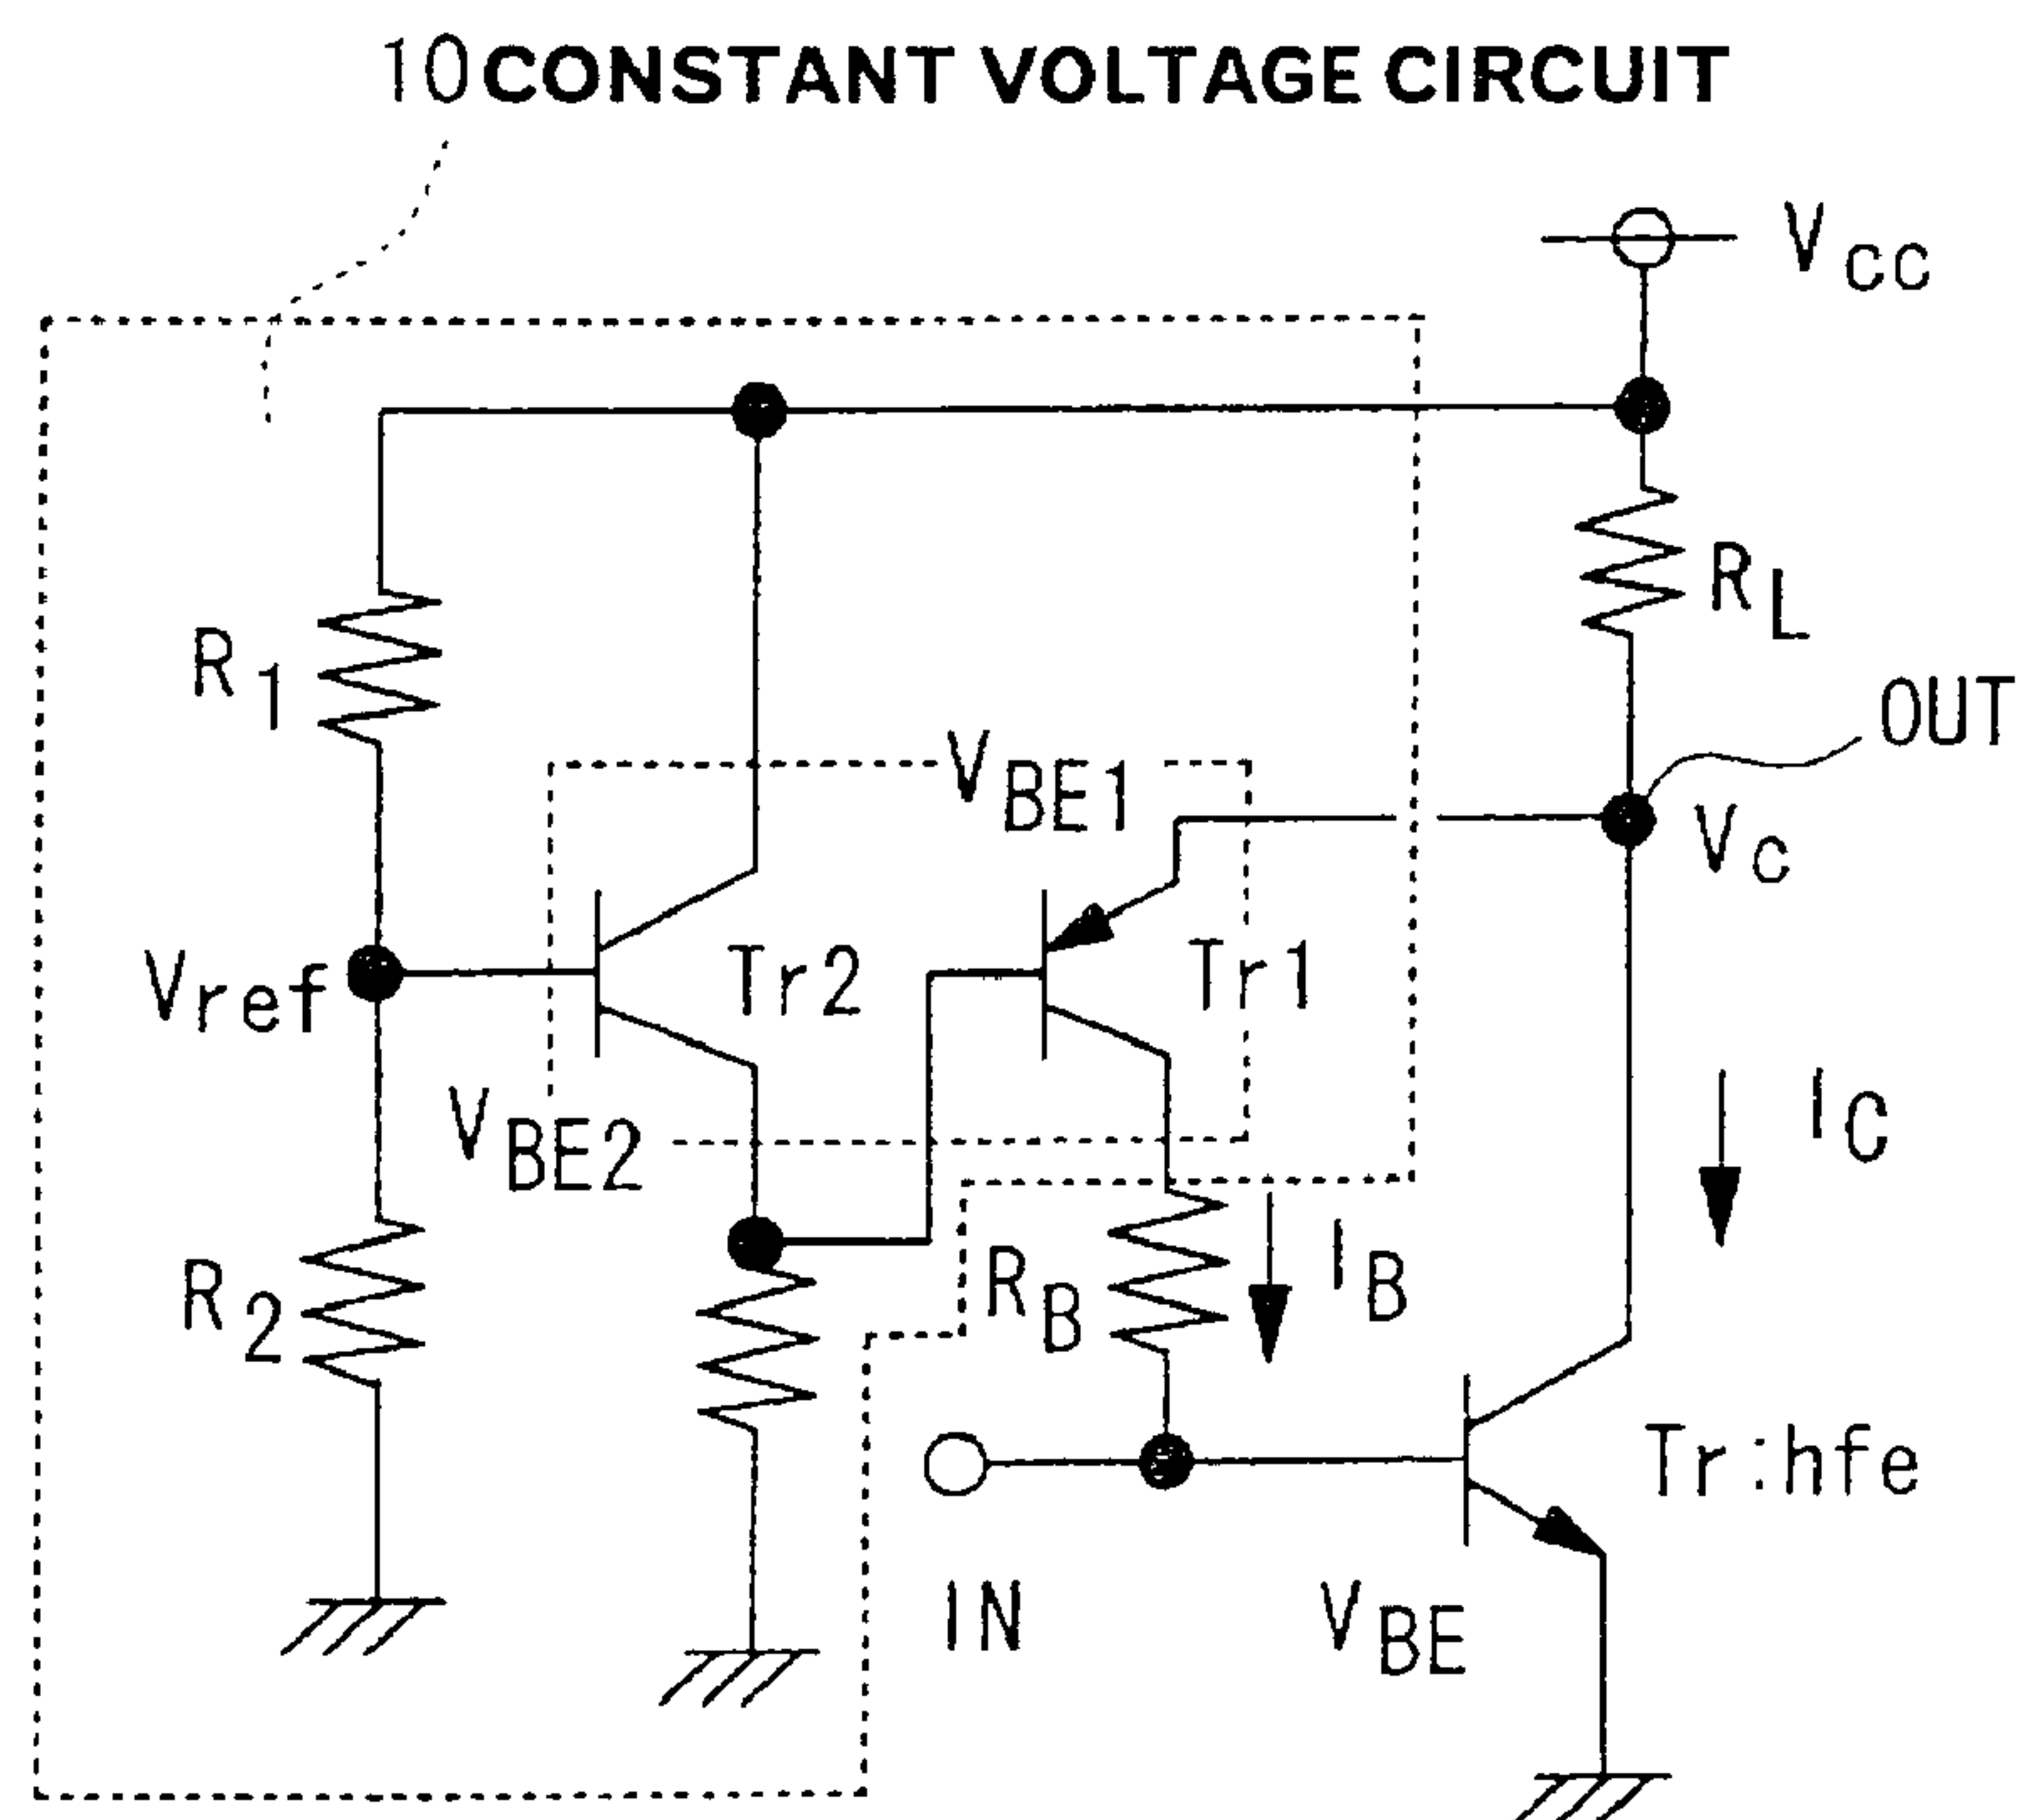 10 CONSTANT VOLTAGE CIRCUIT
VCC
R1
RL
OUT
VBE1
VC
Vref
Tr2
Tr1
VBE2
IC
R2
RB
IB
Tr:hfe
IN
VBE